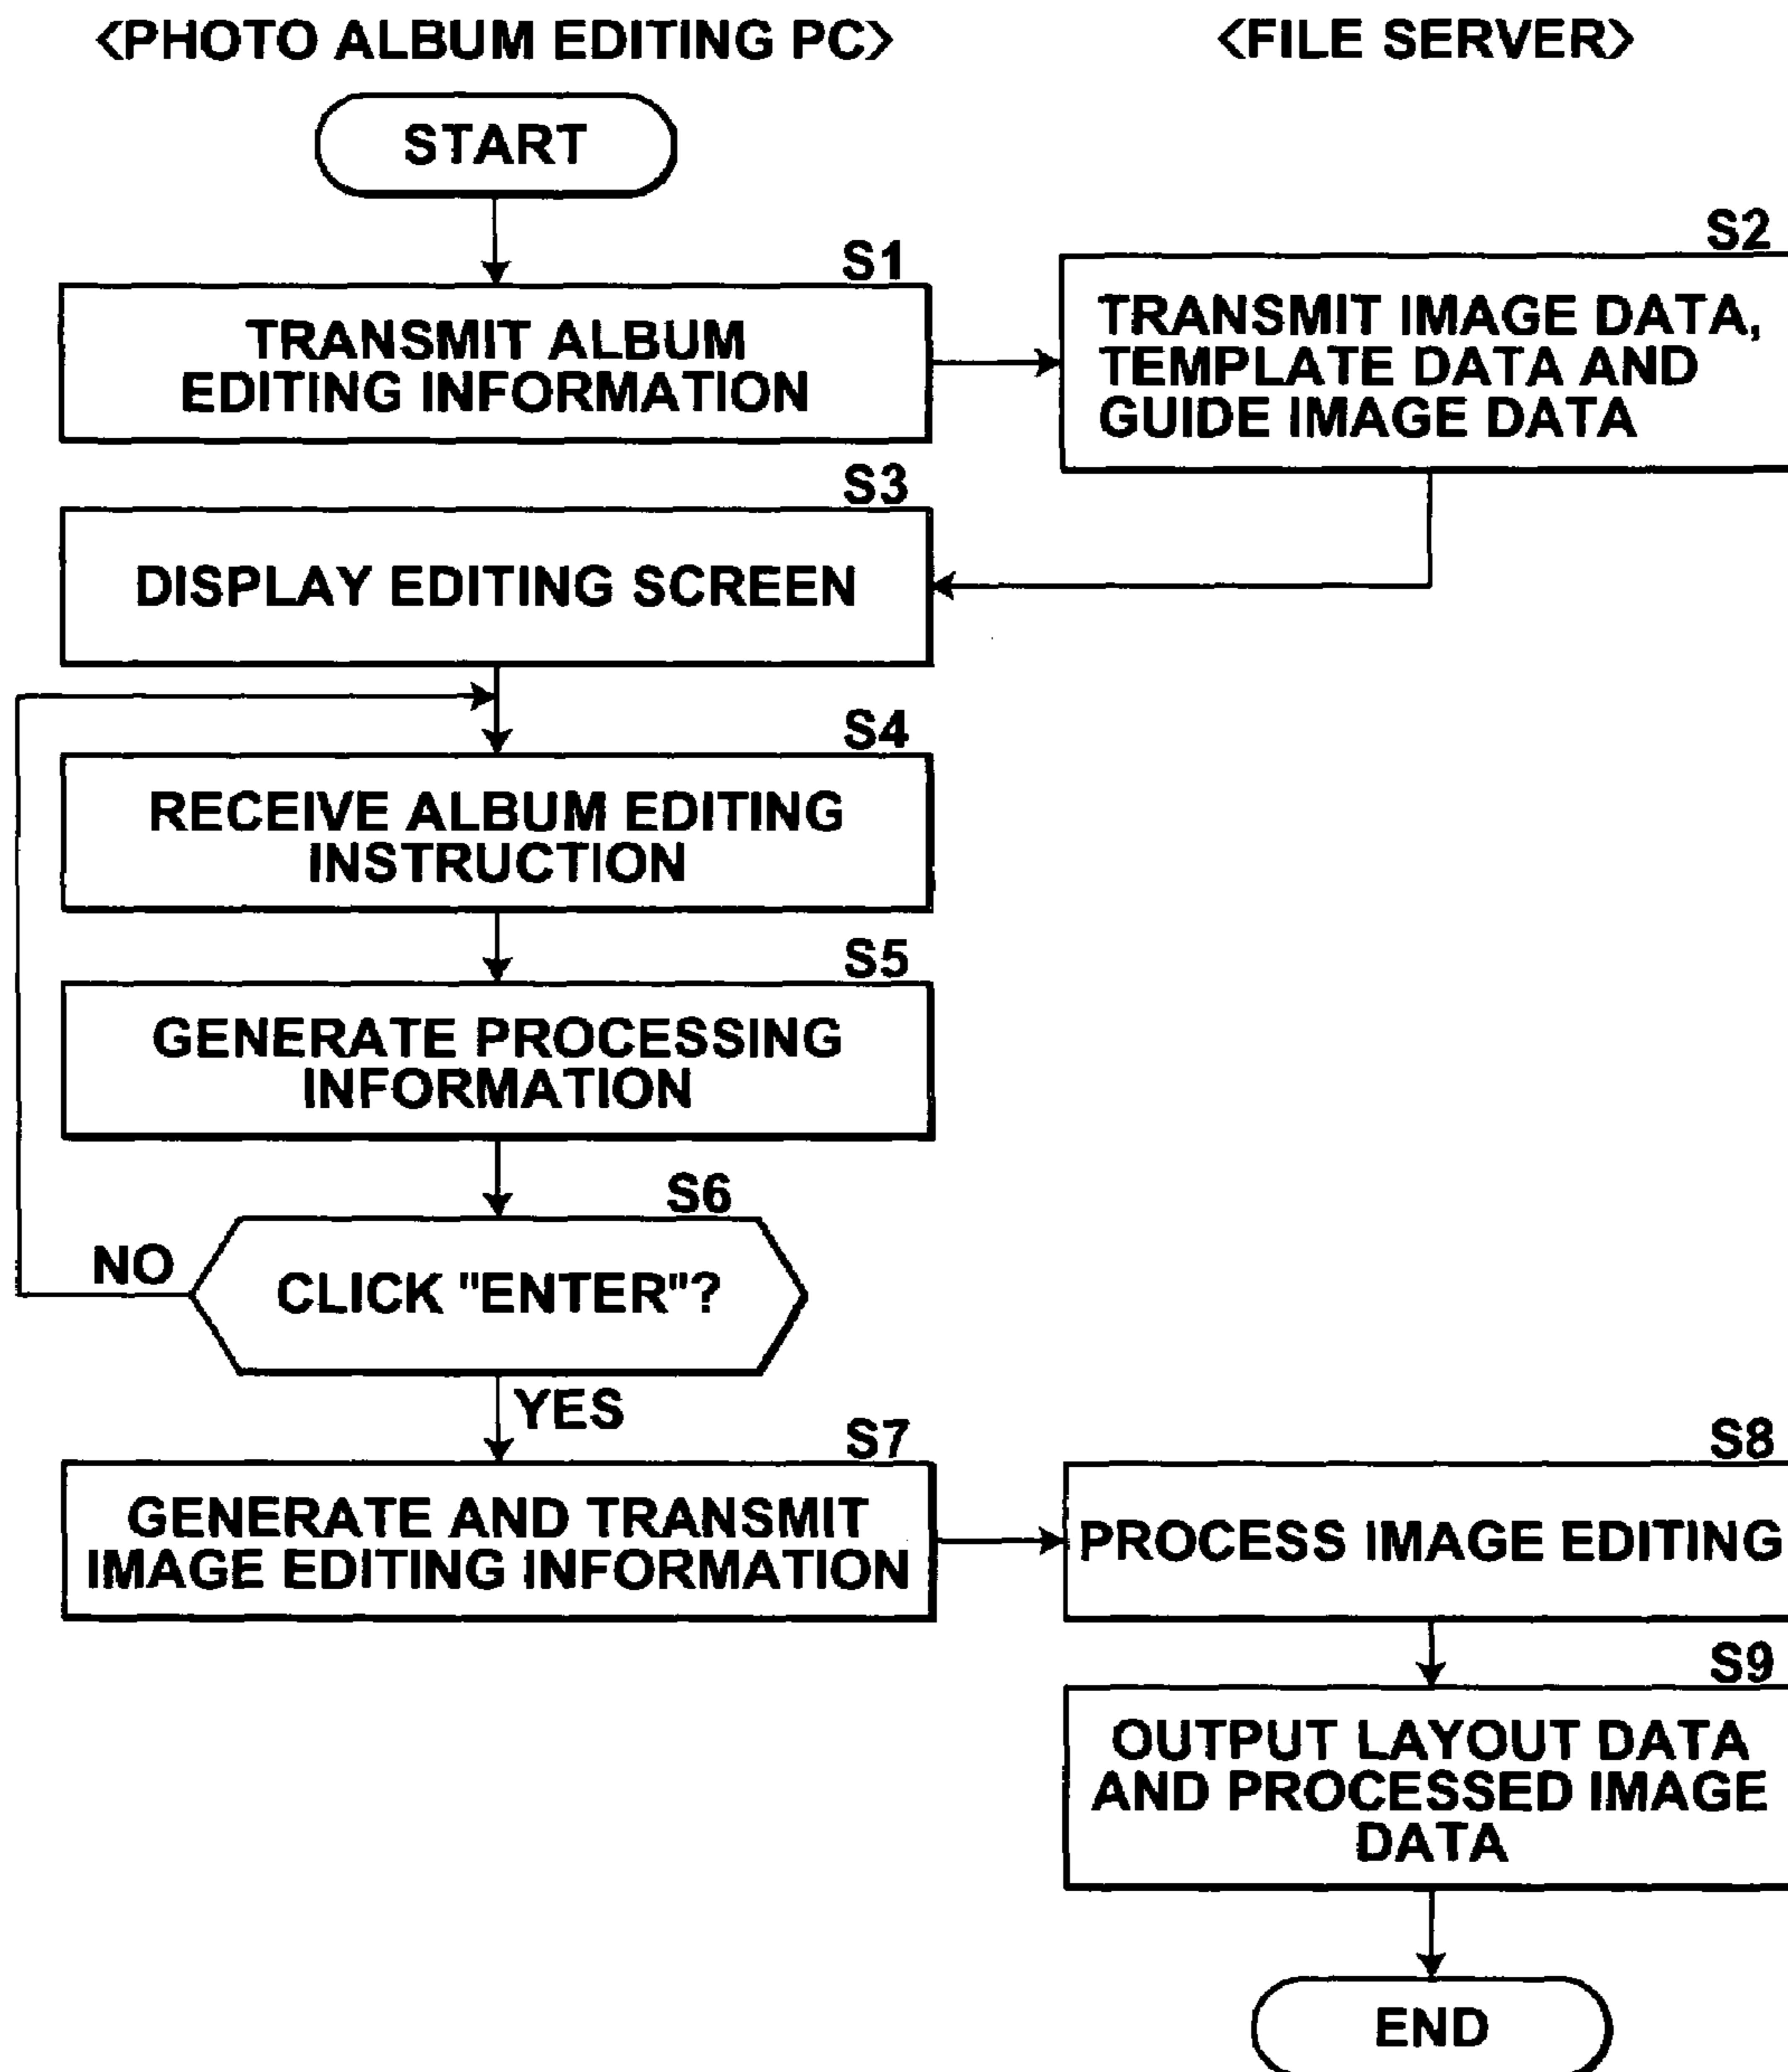 <PHOTO ALBUM EDITING PC>
<FILE SERVER>
START
S1
TRANSMIT ALBUM
EDITING INFORMATION
S2
TRANSMIT IMAGE DATA,
TEMPLATE DATA AND
GUIDE IMAGE DATA
S3
DISPLAY EDITING SCREEN
S4
RECEIVE ALBUM EDITING
INSTRUCTION
S5
GENERATE PROCESSING
INFORMATION
S6
NO
CLICK "ENTER"?
YES
S7
GENERATE AND TRANSMIT
IMAGE EDITING INFORMATION
S8
PROCESS IMAGE EDITING
S9
OUTPUT LAYOUT DATA
AND PROCESSED IMAGE
DATA
END